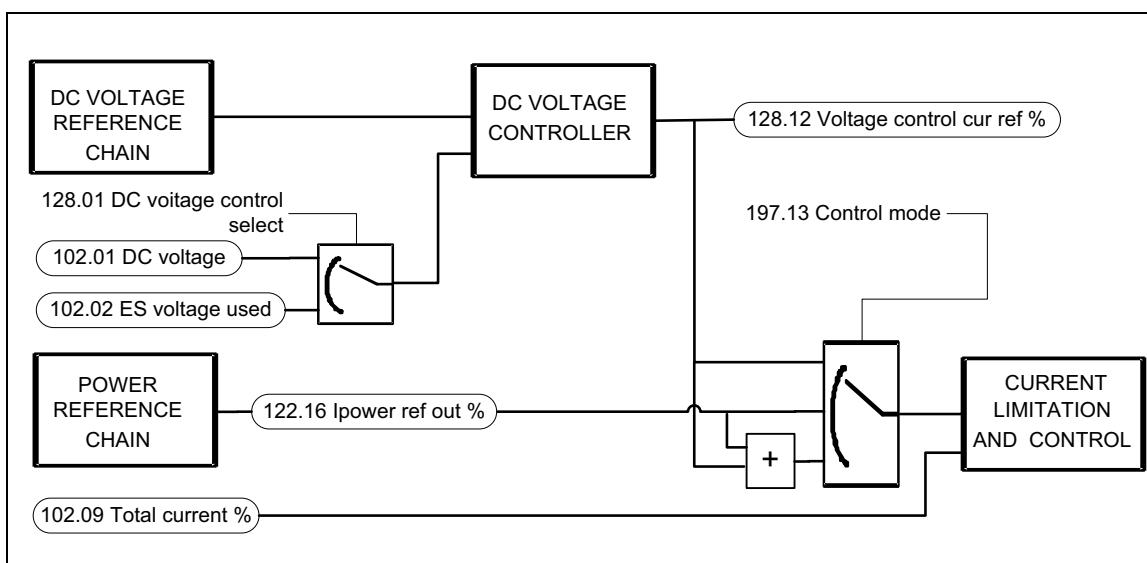 DC VOLTAGE
REFERENCE
CHAIN
DC VOLTAGE
CONTROLLER
128.12 Voltage control cur ref %
128.01 DC voitage control
select
197.13 Control mode
102.01 DC voltage
102.02 ES voltage used
POWER
REFERENCE
CHAIN
122.16 Ipower ref out %
+
CURRENT
LIMITATION
AND CONTROL
102.09 Total current %